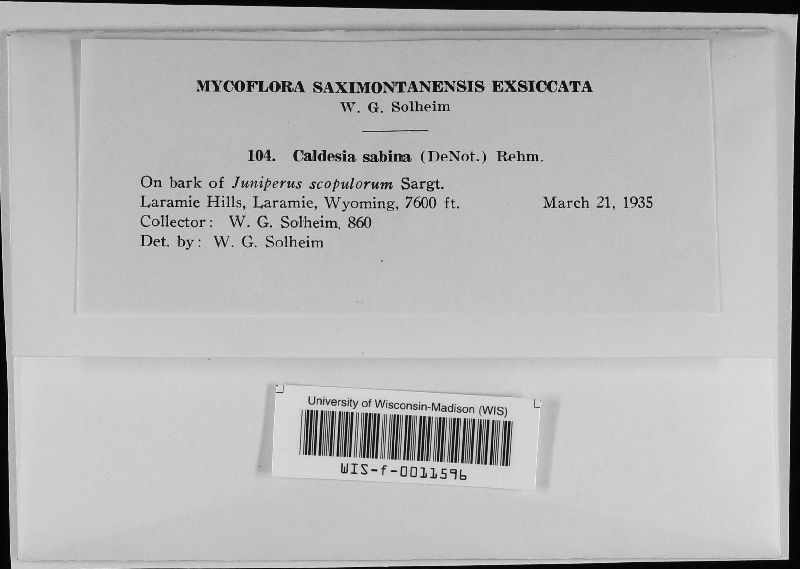 MYCOFLORA SAXIMONTANENSIS EXSICCATA
W. G. Solheim
104. Caldesia sabina (DeNot.) Rehm.
On bark of Juniperus scopulorum Sargt.
Laramie Hills, Laramie, Wyoming, 7600 ft. March 21, 1935
Collector: W. G. Solheim, 860
Det. by: W. G. Solheim
University of Wisconsin-Madison (WIS)
WIS-f-0011596